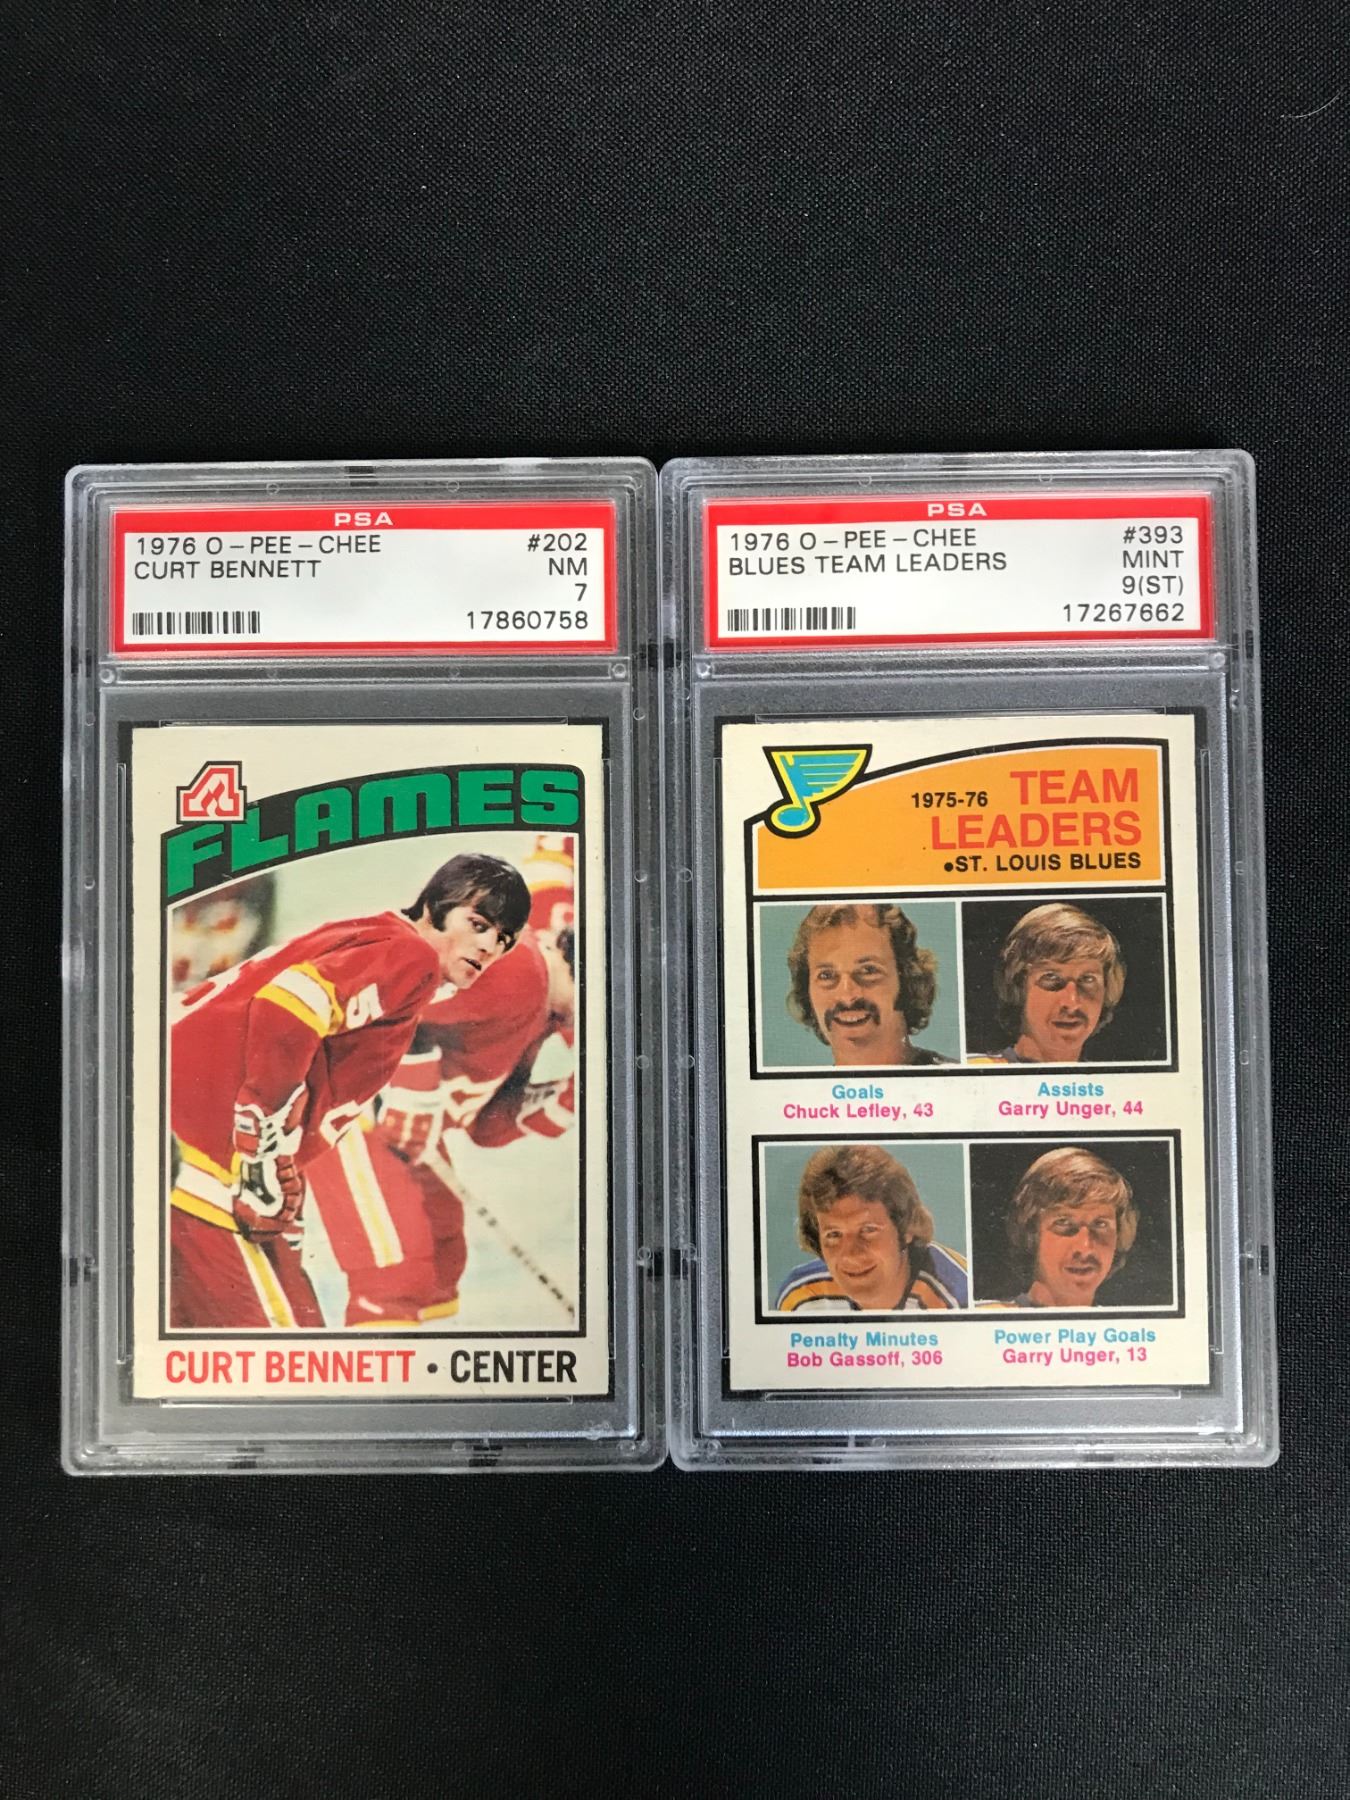 PSA
1976 O-PEE-CHEE #202
CURT BENNETT NM
7
17860758
A
FLAMES
5
CURT BENNETT • CENTER
PSA
1976 O-PEE-CHEE #393
BLUES TEAM LEADERS MINT
9(ST)
17267662
1975-76 TEAM
LEADERS
•ST. LOUIS BLUES
Goals
Chuck Lefley, 43
Assists
Garry Unger, 44
Penalty Minutes
Bob Gassoff, 306
Power Play Goals
Garry Unger, 13